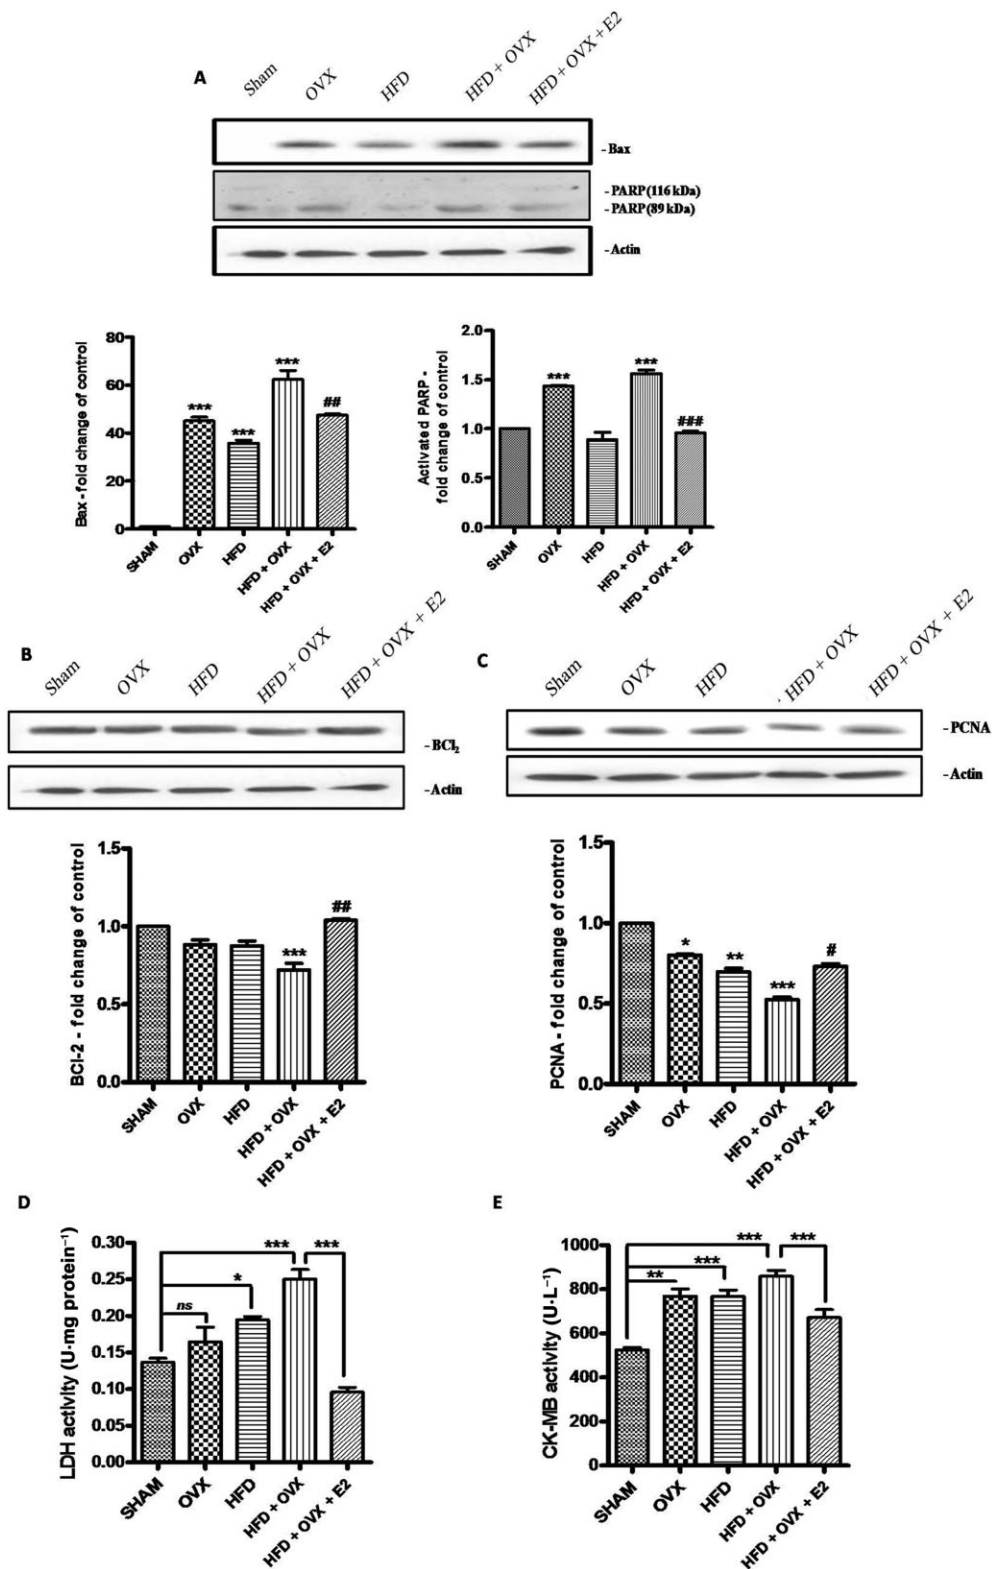 A
Sham
OVX
HFD
HFD + OVX
HFD + OVX + E2
- Bax
- PARP(116 kDa)
- PARP(89 kDa)
- Actin
Bax - fold change of control
80
60
40
20
0
***
***
***
##
SHAM
OVX
HFD
HFD + OVX
HFD + OVX + E2
Activated PARP -
fold change of control
2.0
1.5
1.0
0.5
0.0
***
***
###
SHAM
OVX
HFD
HFD + OVX
HFD + OVX + E2
B
Sham
OVX
HFD
HFD + OVX
HFD + OVX + E2
- BCl₂
- Actin
BCl-2 - fold change of control
1.5
1.0
0.5
0.0
***
##
SHAM
OVX
HFD
HFD + OVX
HFD + OVX + E2
C
Sham
OVX
HFD
HFD + OVX
HFD + OVX + E2
- PCNA
- Actin
PCNA - fold change of control
1.5
1.0
0.5
0.0
*
**
***
#
SHAM
OVX
HFD
HFD + OVX
HFD + OVX + E2
D
LDH activity (U·mg protein⁻¹)
0.30
0.25
0.20
0.15
0.10
0.05
0.00
ns
*
***
***
SHAM
OVX
HFD
HFD + OVX
HFD + OVX + E2
E
CK-MB activity (U·L⁻¹)
1000
800
600
400
200
0
**
***
***
***
SHAM
OVX
HFD
HFD + OVX
HFD + OVX + E2